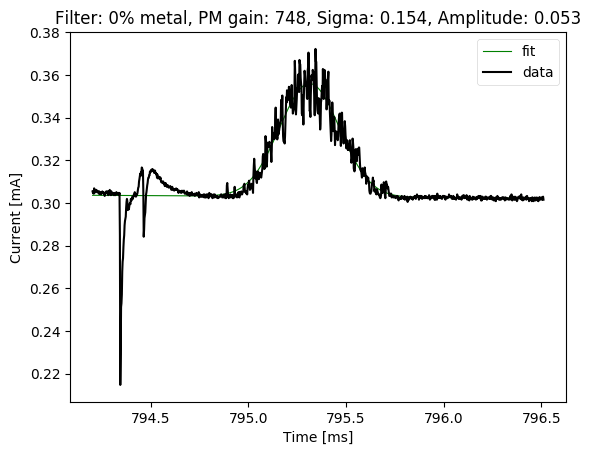 Filter: 0% metal, PM gain: 748, Sigma: 0.154, Amplitude: 0.053
fit
data
0.38
0.36
0.34
0.32
0.30
0.28
0.26
0.24
0.22
Current [mA]
794.5 795.0 795.5 796.0 796.5
Time [ms]